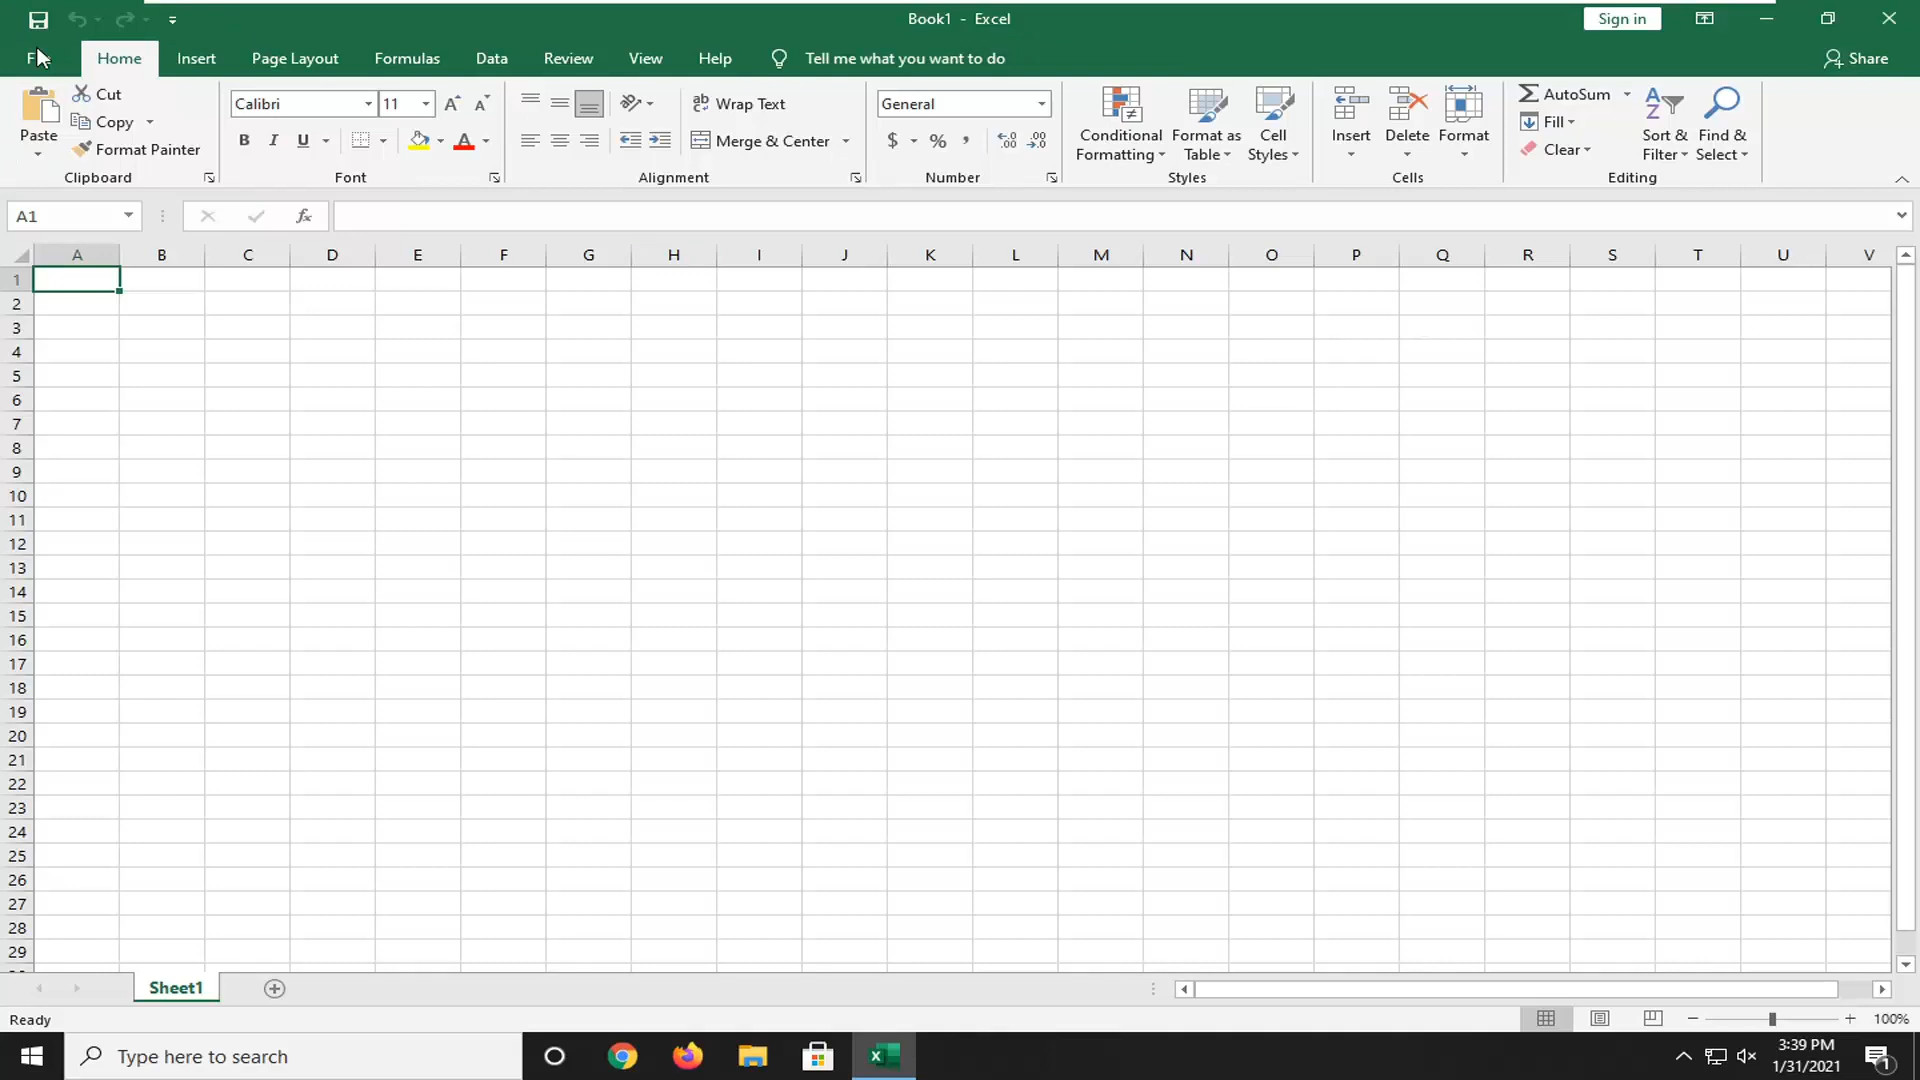 Book1 - Excel
Sign in
F
Home
Insert
Page Layout
Formulas
Data
Review
View
Help
Tell me what you want to do
Share
Paste
Cut
Copy
Format Painter
Clipboard
Calibri
11
B I U
Font
Wrap Text
Merge & Center
Alignment
General
$ % ,
Number
Conditional Formatting
Format as Table
Cell Styles
Styles
Insert
Delete
Format
Cells
AutoSum
Fill
Clear
Sort & Filter
Find & Select
Editing
A1
fx
A B C D E F G H I J K L M N O P Q R S T U V
1
2
3
4
5
6
7
8
9
10
11
12
13
14
15
16
17
18
19
20
21
22
23
24
25
26
27
28
29
Sheet1
Ready
100%
Type here to search
3:39 PM
1/31/2021
1